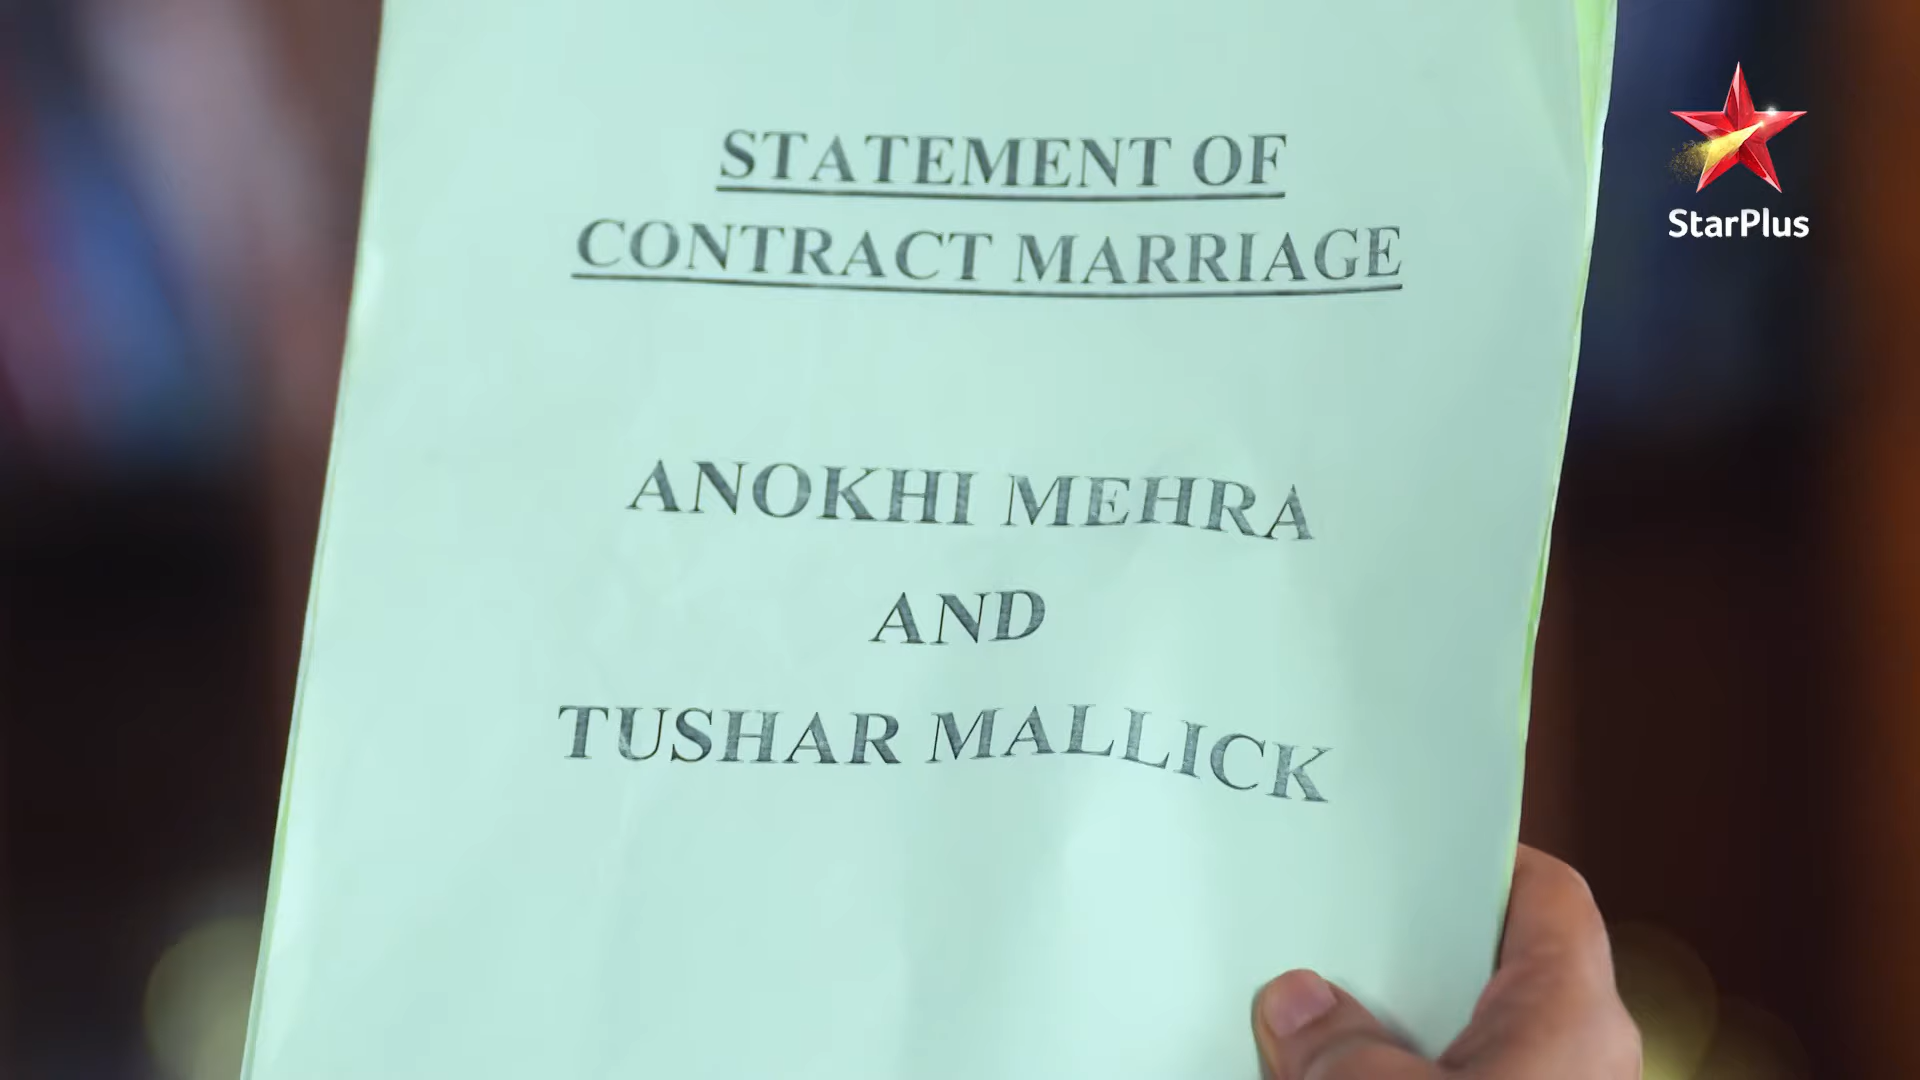 STATEMENT OF
CONTRACT MARRIAGE
ANOKHI MEHRA
AND
TUSHAR MALLICK
StarPlus